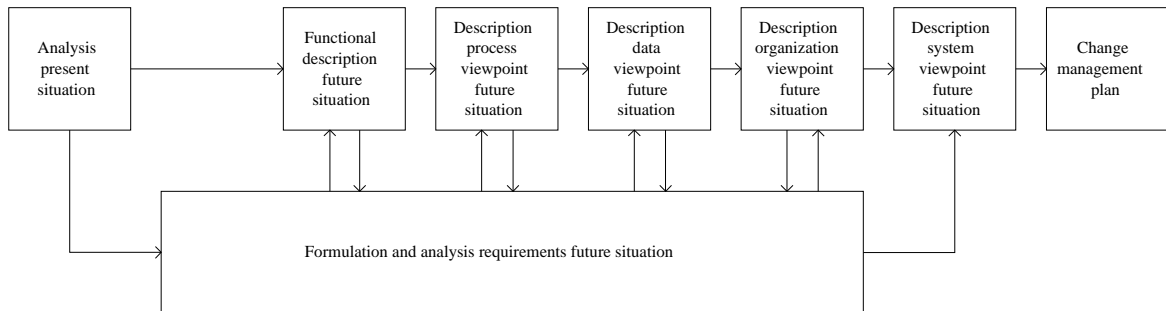 Analysis
present
situation
Functional
description
future
situation
Description
process
viewpoint
future
situation
Description
data
viewpoint
future
situation
Description
organization
viewpoint
future
situation
Description
system
viewpoint
future
situation
Change
management
plan
Formulation and analysis requirements future situation